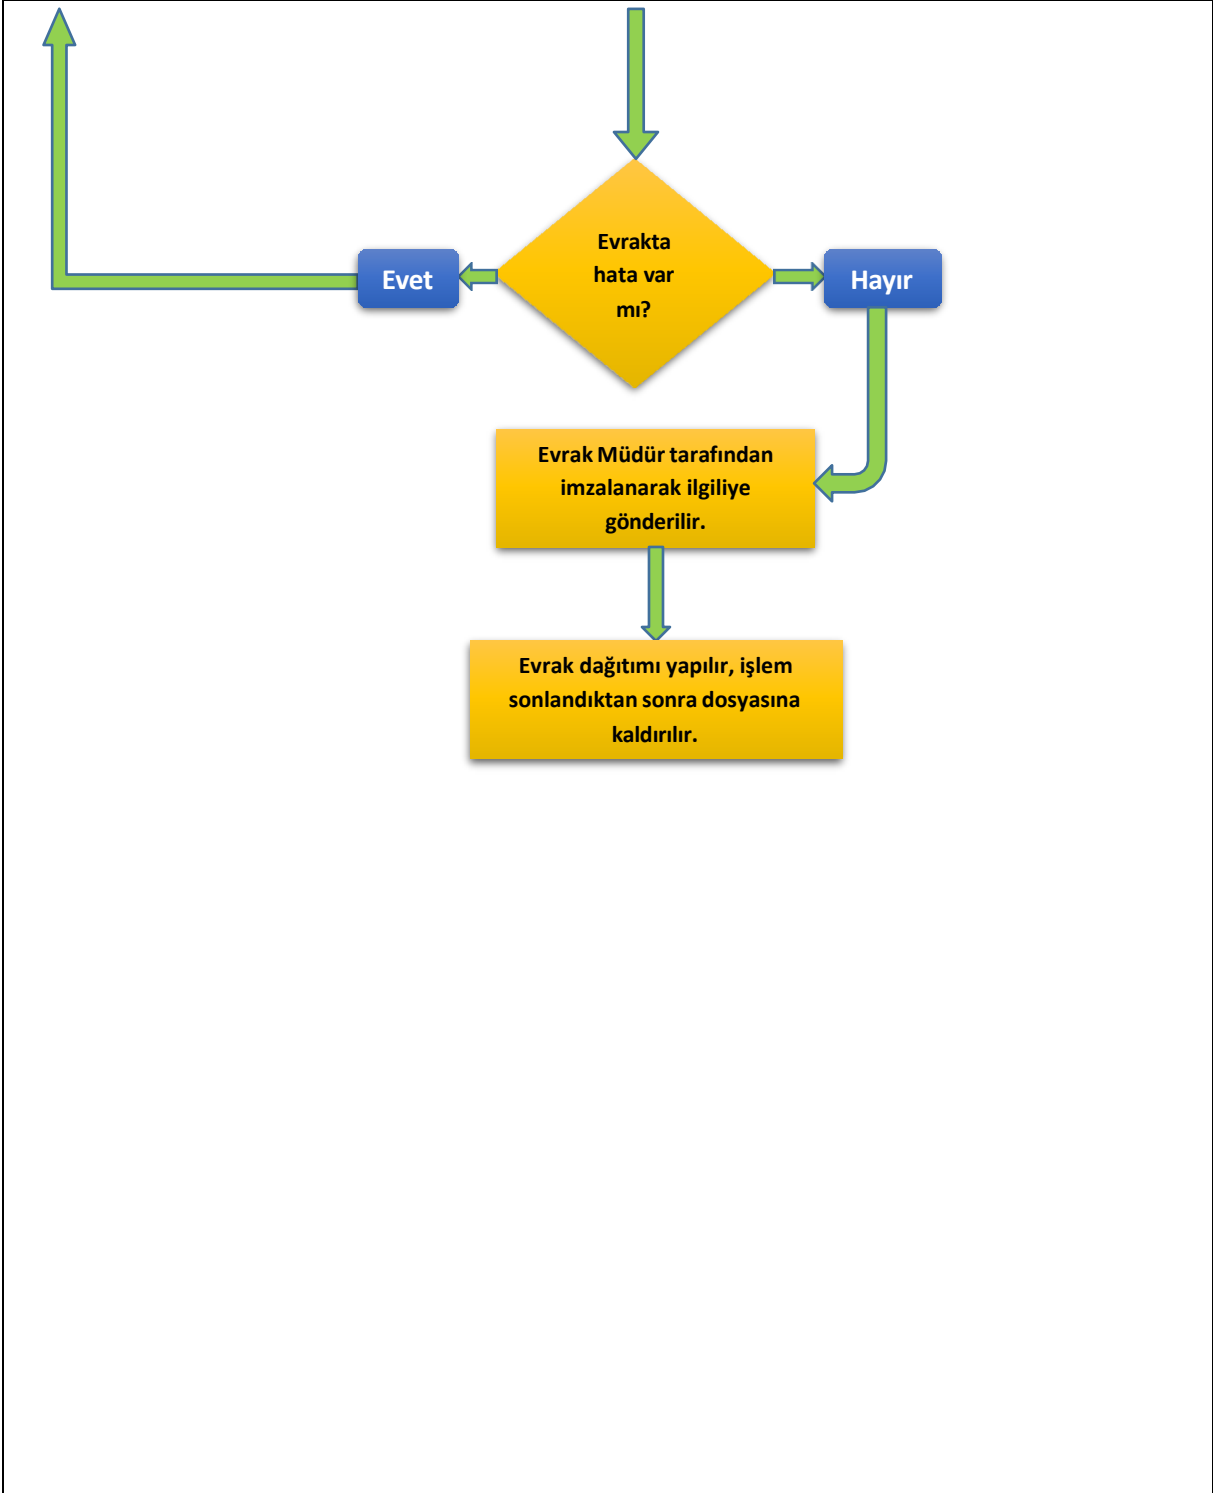 Evrakta
hata var
mı?
Evet
Hayır
Evrak Müdür tarafından
imzalanarak ilgiliye
gönderilir.
Evrak dağıtımı yapılır, işlem
sonlandıktan sonra dosyasına
kaldırılır.